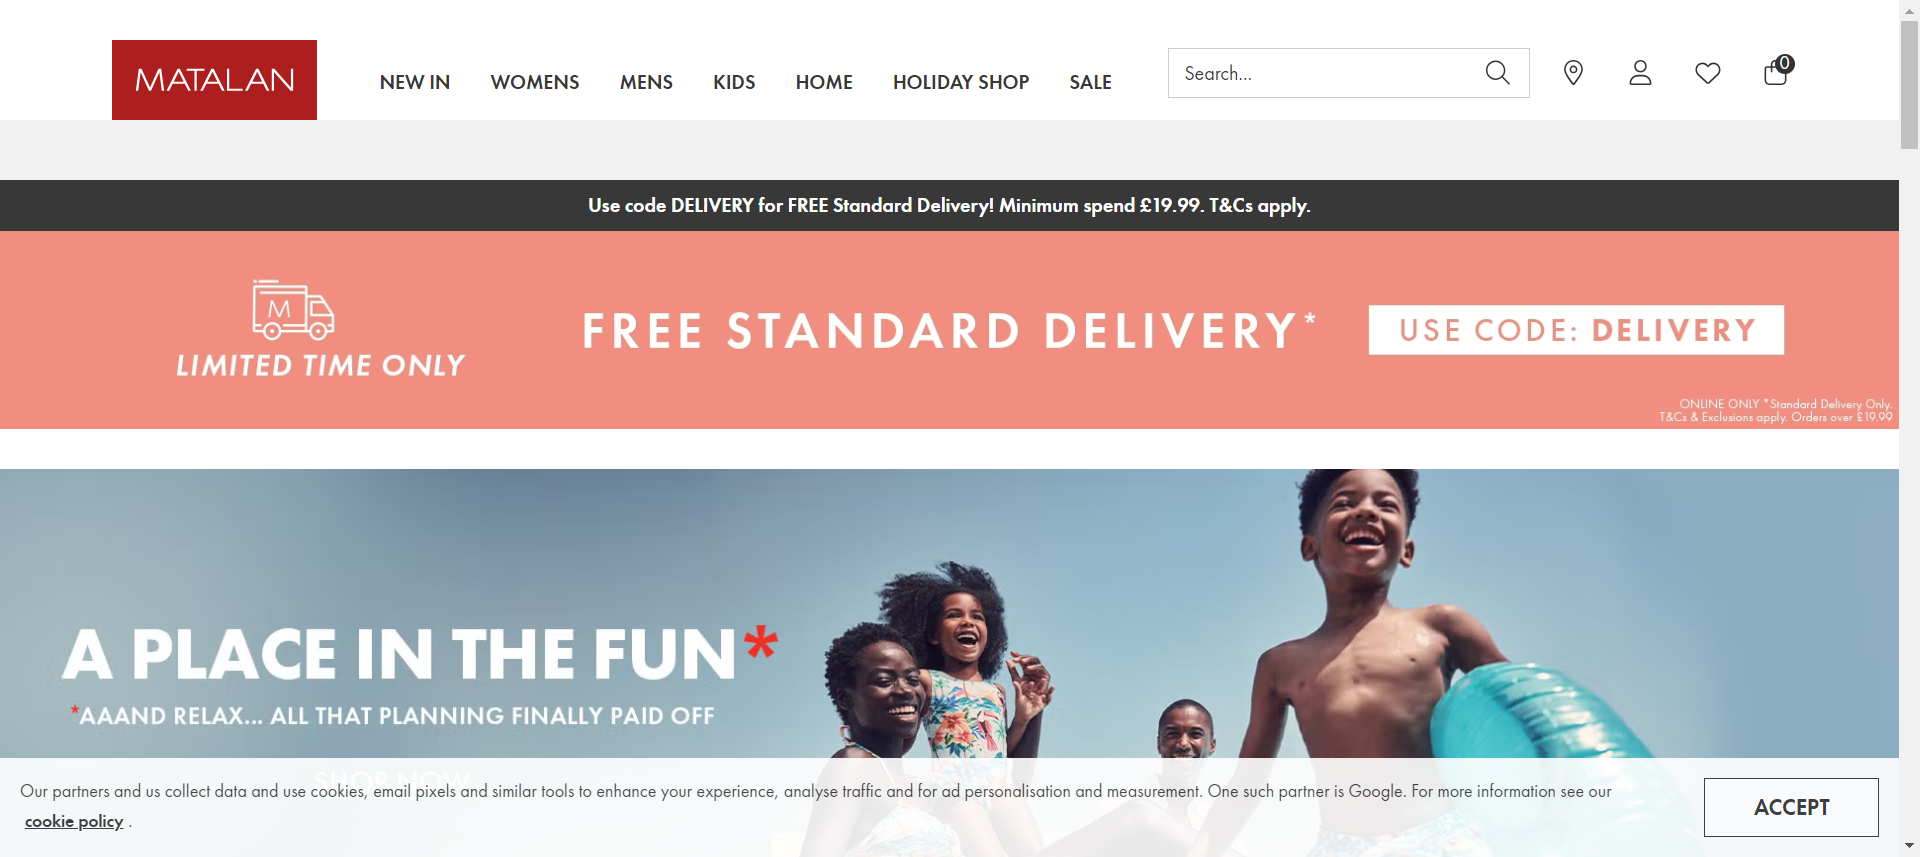 MATALAN
NEW IN WOMENS MENS KIDS HOME HOLIDAY SHOP SALE
Search...
0
Use code DELIVERY for FREE Standard Delivery! Minimum spend £19.99. T&Cs apply.
M
LIMITED TIME ONLY
FREE STANDARD DELIVERY*
USE CODE: DELIVERY
ONLINE ONLY *Standard Delivery Only.
T&Cs & Exclusions apply. Orders over £19.99
A PLACE IN THE FUN*
*AAAND RELAX... ALL THAT PLANNING FINALLY PAID OFF
SHOP NOW
Our partners and us collect data and use cookies, email pixels and similar tools to enhance your experience, analyse traffic and for ad personalisation and measurement. One such partner is Google. For more information see our
cookie policy .
ACCEPT